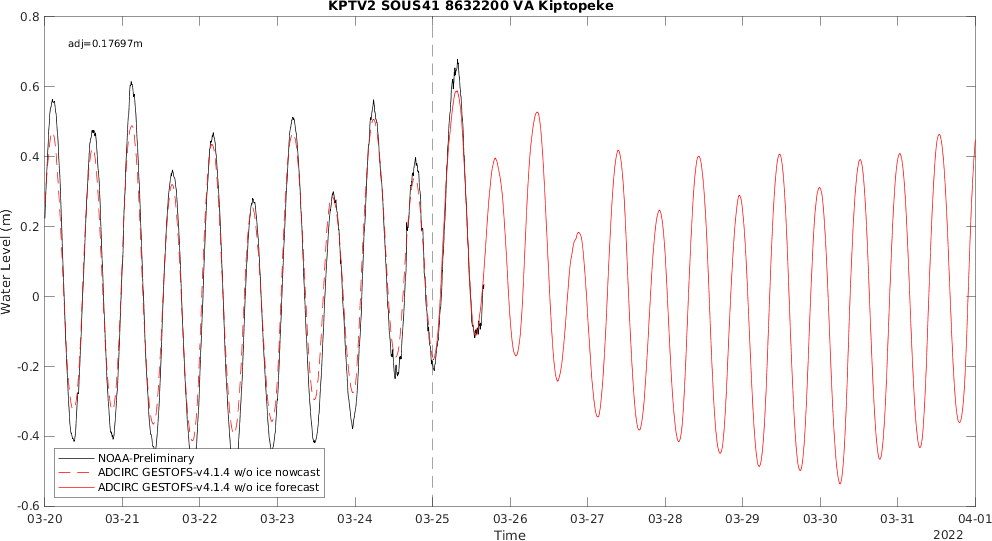 KPTV2 SOUS41 8632200 VA Kiptopeke
adj=0.17697m
0.8
0.6
0.4
0.2
0
-0.2
-0.4
-0.6
Water Level (m)
NOAA-Preliminary
ADCIRC GESTOFS-v4.1.4 w/o ice nowcast
ADCIRC GESTOFS-v4.1.4 w/o ice forecast
03-20 03-21 03-22 03-23 03-24 03-25 03-26 03-27 03-28 03-29 03-30 03-31 04-01
Time
2022